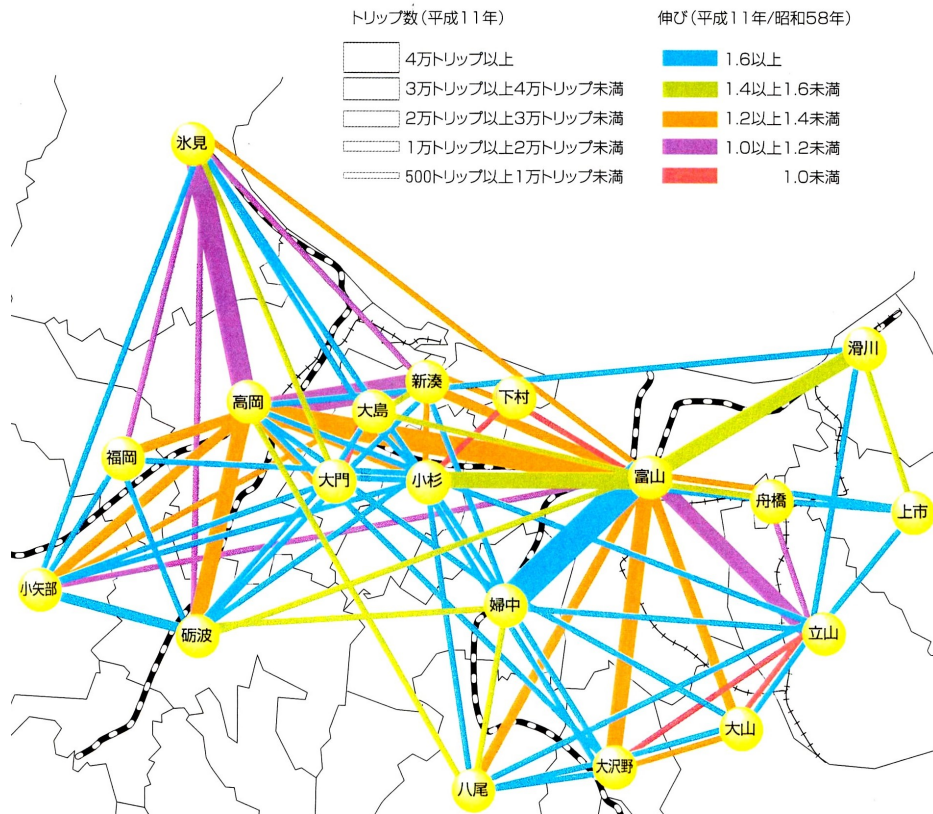 トリップ数(平成11年)
4万トリップ以上
3万トリップ以上4万トリップ未満
2万トリップ以上3万トリップ未満
1万トリップ以上2万トリップ未満
500トリップ以上1万トリップ未満
伸び(平成11年/昭和58年)
1.6以上
1.4以上1.6未満
1.2以上1.4未満
1.0以上1.2未満
1.0未満
氷見
滑川
新湊
下村
高岡
大島
福岡
大門
小杉
富山
舟橋
上市
小矢部
砺波
婦中
立山
大山
大沢野
八尾